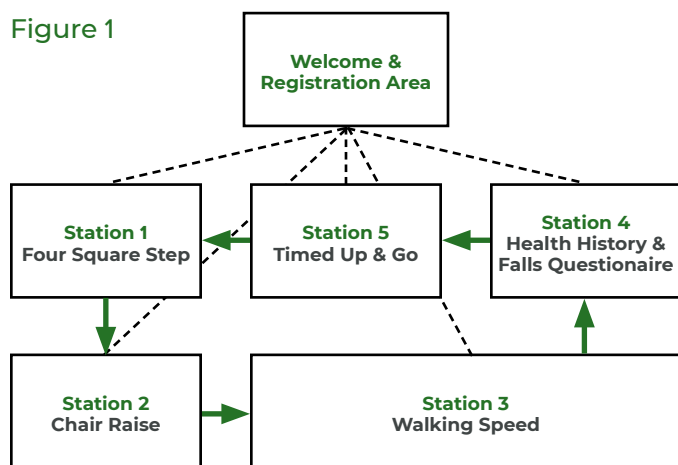 Figure 1
Welcome &
Registration Area
Station 1
Four Square Step
Station 5
Timed Up & Go
Station 4
Health History &
Falls Questionaire
Station 2
Chair Raise
Station 3
Walking Speed